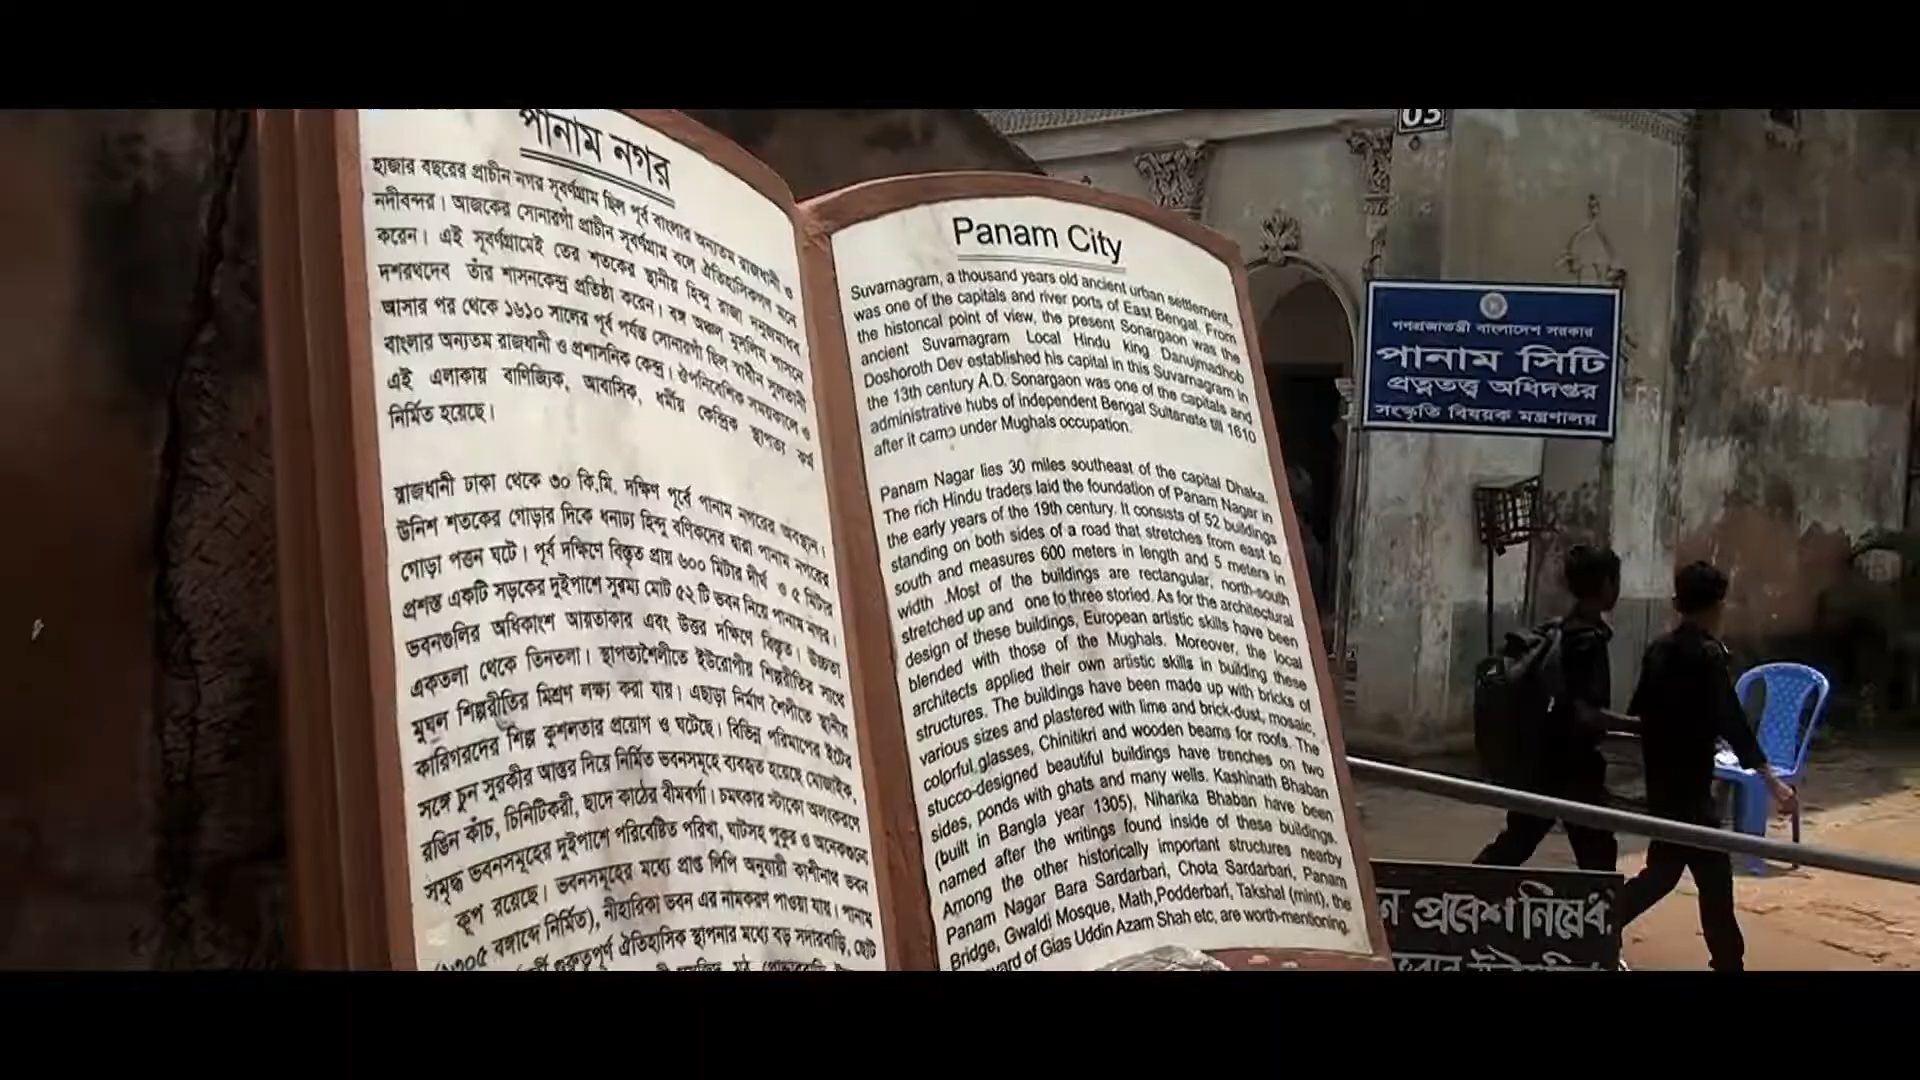 পানাম নগর
হাজার বছরের প্রাচীন নগর সূবর্ণগ্রাম ছিল পূর্ব বাংলার অন্যতম রাজধানী ও
নদীবন্দর। আজকের সোনারগাঁ প্রাচীন সূবর্ণগ্রাম বলে ঐতিহাসিকগণ মনে
করেন। এই সূবর্ণগ্রামেই তের শতকের স্থানীয় হিন্দু রাজা দনুজমাধব
দশরথদেব তাঁর শাসনকেন্দ্র প্রতিষ্ঠা করেন। বঙ্গ অঞ্চল মুসলিম শাসনে
আসার পর থেকে ১৬১০ সালের পূর্ব পর্যন্ত সোনারগাঁ ছিল স্বাধীন সুলতানী
বাংলার অন্যতম রাজধানী ও প্রশাসনিক কেন্দ্র। ঔপনিবেশিক সময়কালে ও
এই এলাকায় বাণিজ্যিক, আবাসিক, ধর্মীয় কেন্দ্রিক স্থাপত্য কর্ম
নির্মিত হয়েছে।
রাজধানী ঢাকা থেকে ৩০ কি.মি. দক্ষিণ পূর্বে পানাম নগরের অবস্থান।
উনিশ শতকের গোড়ার দিকে ধনাঢ্য হিন্দু বণিকদের দ্বারা পানাম নগরের
গোড়া পত্তন ঘটে। পূর্ব দক্ষিণে বিস্তৃত প্রায় ৬০০ মিটার দীর্ঘ ও ৫ মিটার
প্রশস্ত একটি সড়কের দুইপাশে সুরম্য মোট ৫২ টি ভবন নিয়ে পানাম নগর।
ভবনগুলির অধিকাংশ আয়তাকার এবং উত্তর দক্ষিণে বিস্তৃত। উচ্চতা
একতলা থেকে তিনতলা। স্থাপত্যশৈলীতে ইউরোপীয় শিল্পরীতির সাথে
মুঘল শিল্পরীতির মিশ্রণ লক্ষ্য করা যায়। এছাড়া নির্মাণ শৈলীতে স্থানীয়
কারিগরদের শিল্প কুশলতার প্রয়োগ ও ঘটেছে। বিভিন্ন পরিমাপের ইটের
সঙ্গে চুন সুরকীর আস্তর দিয়ে নির্মিত ভবনসমূহে ব্যবহৃত হয়েছে মোজাইক,
রঙিন কাঁচ, চিনিটিকরী, ছাদে কাঠের বীমবর্গা। চমৎকার স্টাকো অলংকরণে
সমৃদ্ধ ভবনসমূহের দুইপাশে পরিবেষ্টিত পরিখা, ঘাটসহ পুকুর ও অনেকগুলো
কূপ রয়েছে। ভবনসমূহের মধ্যে প্রাপ্ত লিপি অনুযায়ী কাশীনাথ ভবন
(১৩০৫ বঙ্গাব্দে নির্মিত), নীহারিকা ভবন এর নামকরণ পাওয়া যায়। পানাম
গুরুত্বপূর্ণ ঐতিহাসিক স্থাপনার মধ্যে বড় সর্দারবাড়ি, ছোট
Panam City
Suvarnagram, a thousand years old ancient urban settlement,
was one of the capitals and river ports of East Bengal. From
the historical point of view, the present Sonargaon was the
ancient Suvarnagram Local Hindu king Danujmadhob
Doshoroth Dev established his capital in this Suvarnagram in
the 13th century A.D. Sonargaon was one of the capitals and
administrative hubs of independent Bengal Sultanate till 1610
after it came under Mughals occupation.
Panam Nagar lies 30 miles southeast of the capital Dhaka.
The rich Hindu traders laid the foundation of Panam Nagar in
the early years of the 19th century. It consists of 52 buildings
standing on both sides of a road that stretches from east to
south and measures 600 meters in length and 5 meters in
width .Most of the buildings are rectangular, north-south
stretched up and one to three storied. As for the architectural
design of these buildings, European artistic skills have been
blended with those of the Mughals. Moreover, the local
architects applied their own artistic skills in building these
structures. The buildings have been made up with bricks of
various sizes and plastered with lime and brick-dust, mosaic,
colorful glasses, Chinitikri and wooden beams for roofs. The
stucco-designed beautiful buildings have trenches on two
sides, ponds with ghats and many wells. Kashinath Bhaban
(built in Bangla year 1305), Niharika Bhaban have been
named after the writings found inside of these buildings.
Among the other historically important structures nearby
Panam Nagar Bara Sardarbari, Chota Sardarbari, Panam
Bridge, Gwaldi Mosque, Math,Podderbari, Takshal (mint), the
yard of Gias Uddin Azam Shah etc, are worth-mentioning.
03
গণপ্রজাতন্ত্রী বাংলাদেশ সরকার
পানাম সিটি
প্রত্নতত্ত্ব অধিদপ্তর
সংস্কৃতি বিষয়ক মন্ত্রণালয়
ন প্রবেশ নিষেধ.